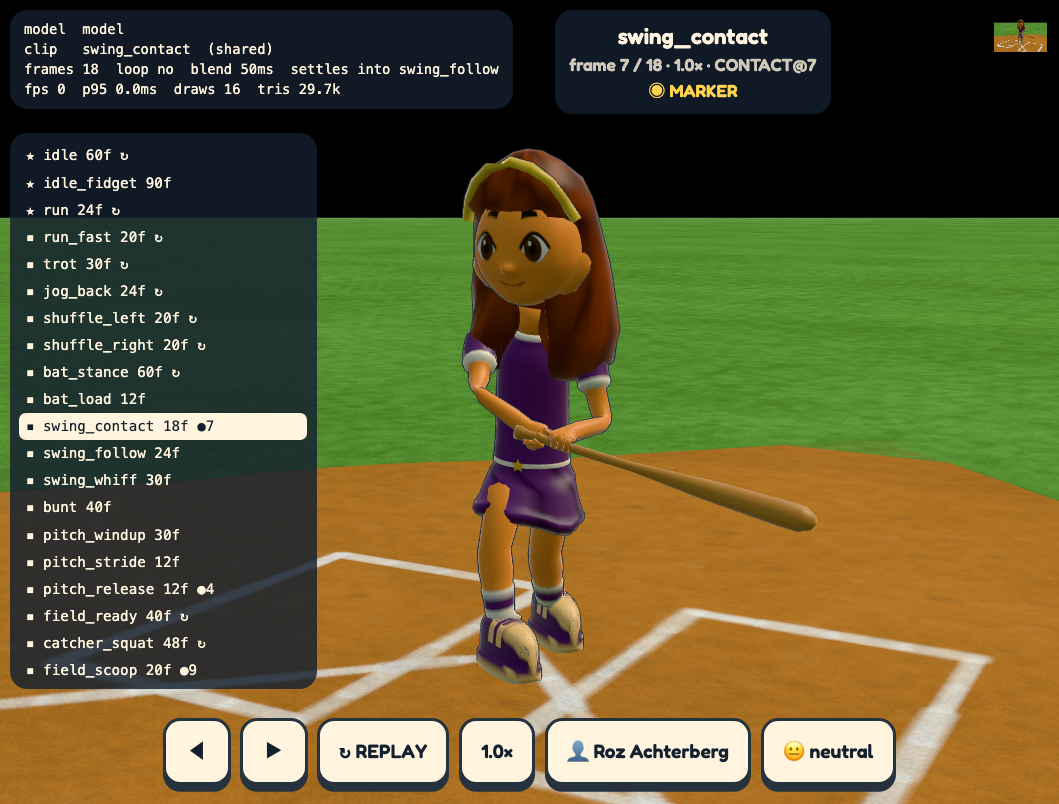 model model
clip swing_contact (shared)
frames 18 loop no blend 50ms settles into swing_follow
fps 0 p95 0.0ms draws 16 tris 29.7k
swing_contact
frame 7 / 18 · 1.0× · CONTACT@7
◉ MARKER
★ idle 60f ↻
★ idle_fidget 90f
★ run 24f ↻
▪ run_fast 20f ↻
▪ trot 30f ↻
▪ jog_back 24f ↻
▪ shuffle_left 20f ↻
▪ shuffle_right 20f ↻
▪ bat_stance 60f ↻
▪ bat_load 12f
▪ swing_contact 18f ●7
▪ swing_follow 24f
▪ swing_whiff 30f
▪ bunt 40f
▪ pitch_windup 30f
▪ pitch_stride 12f
▪ pitch_release 12f ●4
▪ field_ready 40f ↻
▪ catcher_squat 48f ↻
▪ field_scoop 20f ●9
◀ ▶ ↻ REPLAY 1.0× 👤 Roz Achterberg 😐 neutral